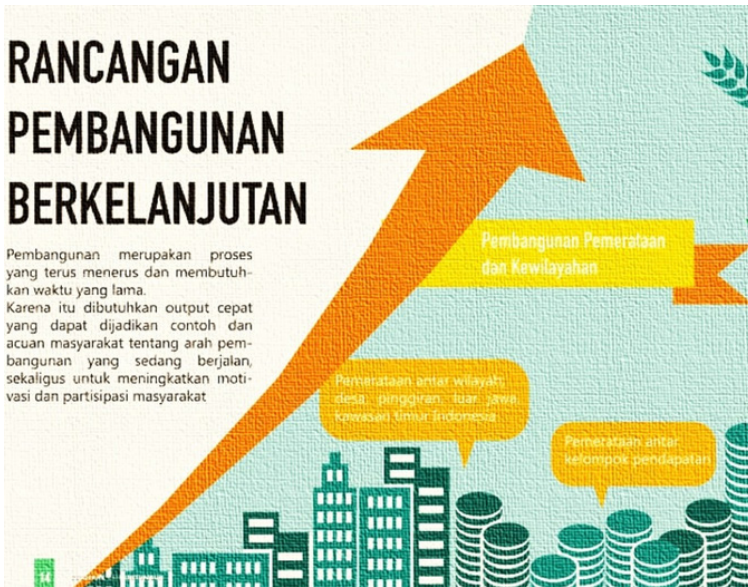 RANCANGAN
PEMBANGUNAN
BERKELANJUTAN
Pembangunan merupakan proses
yang terus menerus dan membutuh-
kan waktu yang lama.
Karena itu dibutuhkan output cepat
yang dapat dijadikan contoh dan
acuan masyarakat tentang arah pem-
bangunan yang sedang berjalan,
sekaligus untuk meningkatkan moti-
vasi dan partisipasi masyarakat
Pembangunan Pemerataan
dan Kewilayahan
Pemerataan antar wilayah;
desa, pinggiran, luar jawa
kawasan timur Indonesia
Pemerataan antar
kelompok pendapatan
14